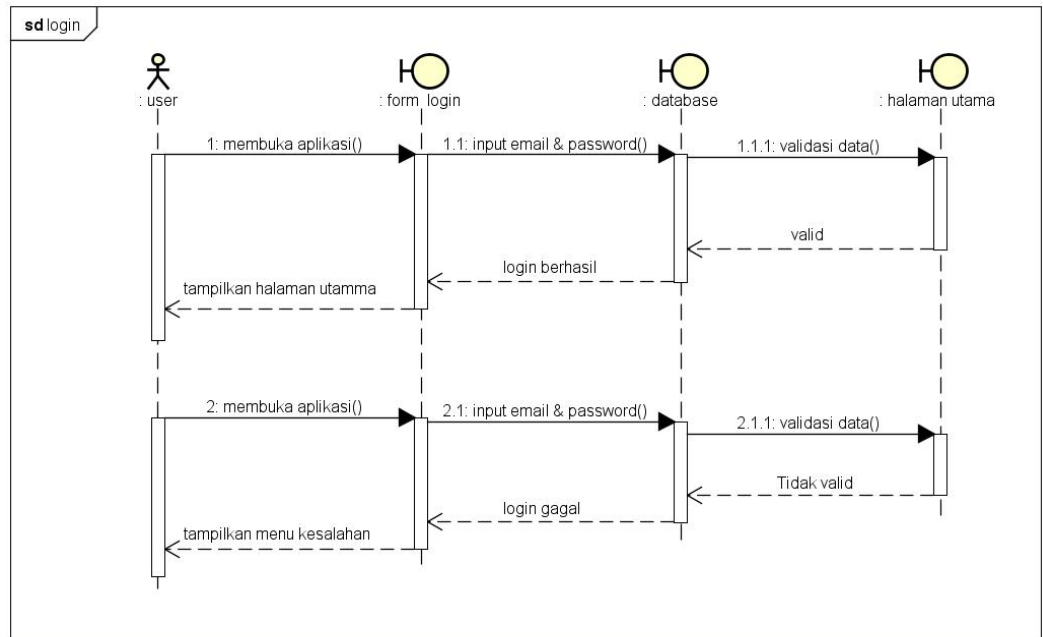 sd login
: user
: form_login
: database
: halaman utama
1: membuka aplikasi()
1.1: input email & password()
1.1.1: validasi data()
valid
login berhasil
tampilkan halaman utamma
2: membuka aplikasi()
2.1: input email & password()
2.1.1: validasi data()
Tidak valid
login gagal
tampilkan menu kesalahan